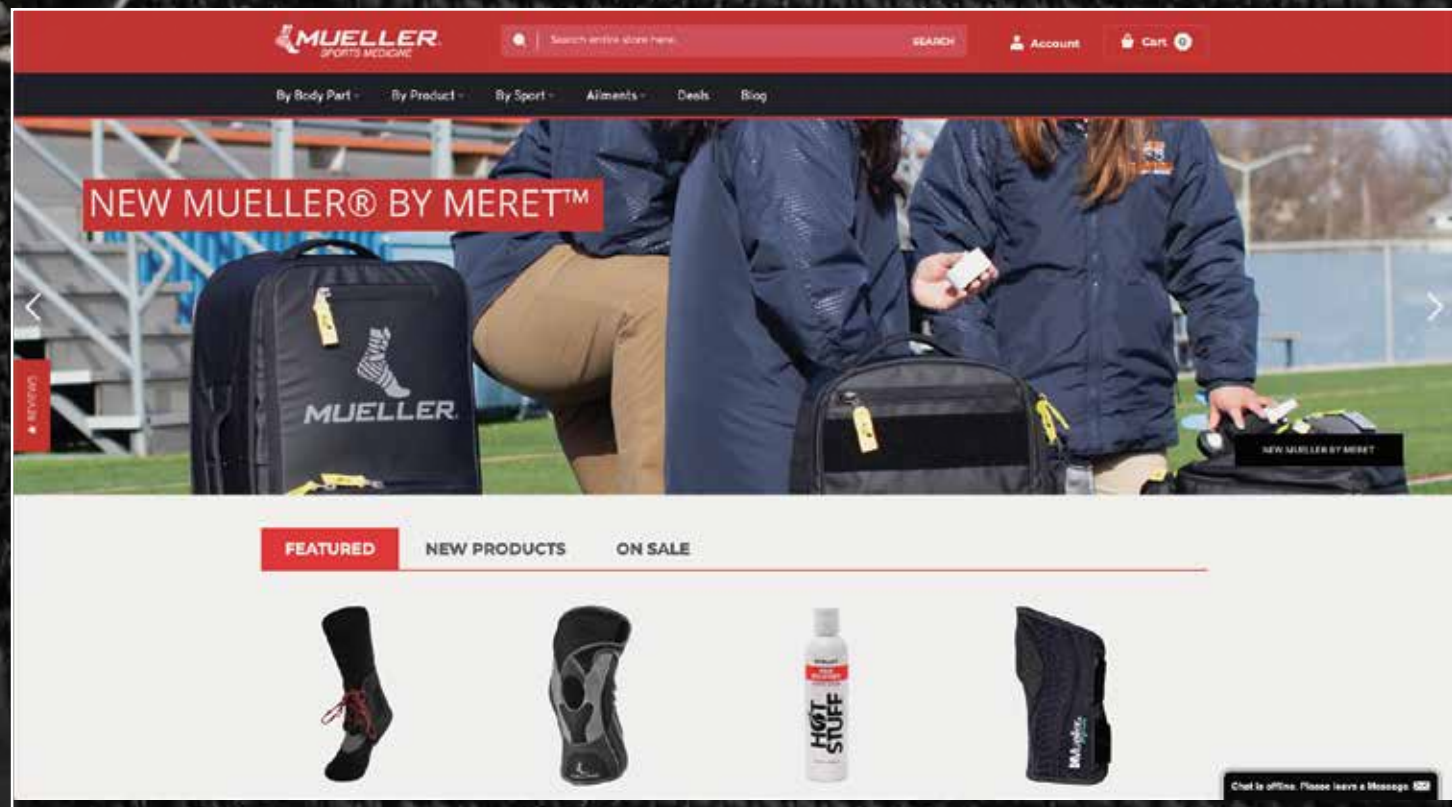 MUELLER
SPORTS MEDICINE
Search entire store here.
SEARCH
Account
Cart 0
By Body Part
By Product
By Sport
Ailments
Deals
Blog
NEW MUELLER® BY MERET™
MUELLER
REVIEWS
NEW MUELLER BY MERET
FEATURED
NEW PRODUCTS
ON SALE
HOT
STUFF
Chat is offline. Please leave a Message